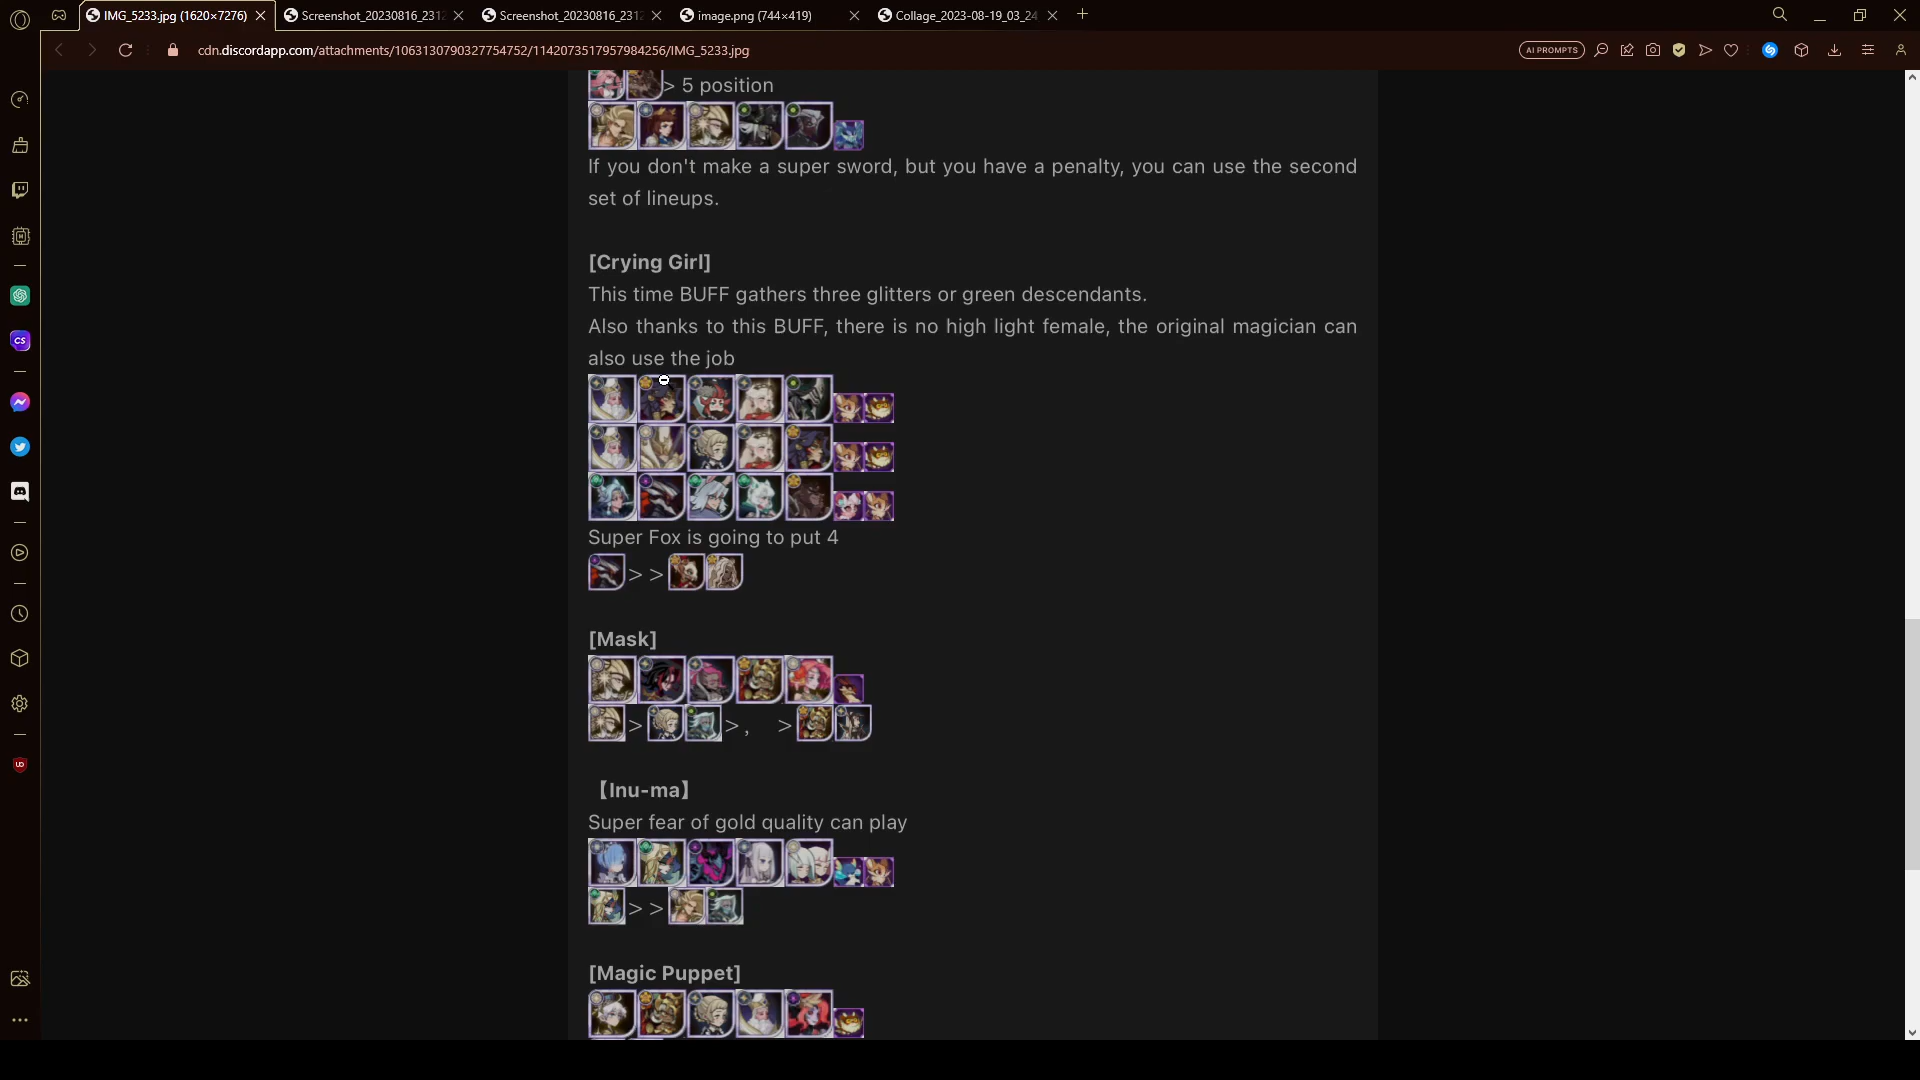 IMG_5233.jpg (1620×7276)
Screenshot_20230816_2312
Screenshot_20230816_2312
image.png (744×419)
Collage_2023-08-19_03_24
cdn.discordapp.com/attachments/1063130790327754752/1142073517957984256/IMG_5233.jpg
AI PROMPTS
> 5 position
If you don't make a super sword, but you have a penalty, you can use the second
set of lineups.
[Crying Girl]
This time BUFF gathers three glitters or green descendants.
Also thanks to this BUFF, there is no high light female, the original magician can
also use the job
Super Fox is going to put 4
> >
[Mask]
> > , >
【Inu-ma】
Super fear of gold quality can play
> >
[Magic Puppet]
CS